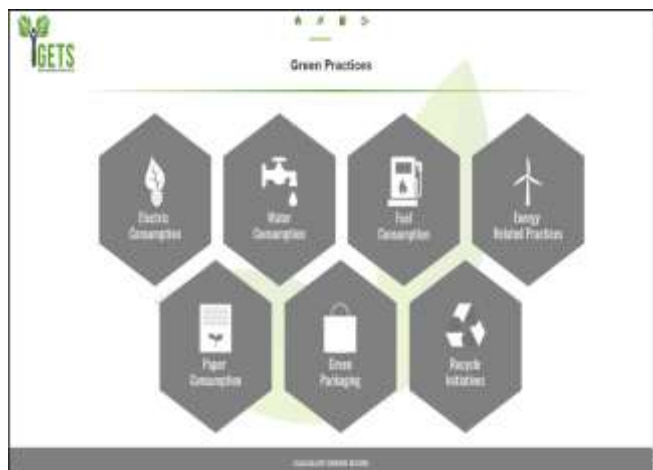 GETS
Green Practices
Electric
Consumption
Water
Consumption
Fuel
Consumption
Energy
Related Practices
Paper
Consumption
Green
Packaging
Recycle
Initiatives